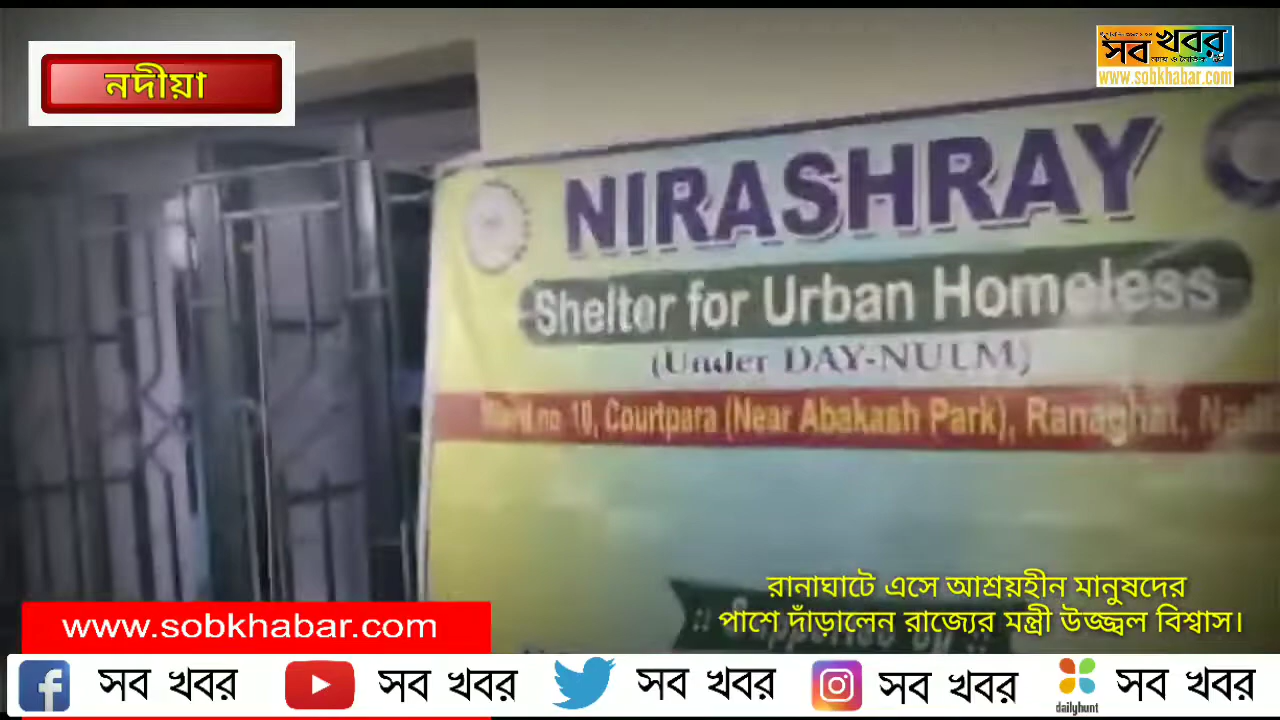 নদীয়া
সব খবর
www.sobkhabar.com
NIRASHRAY
Shelter for Urban Homeless
(Under DAY-NULM)
no. 10, Courtpara (Near Abakash Park), Ranaghat,
রানাঘাটে এসে আশ্রয়হীন মানুষদের
পাশে দাঁড়ালেন রাজ্যের মন্ত্রী উজ্জ্বল বিশ্বাস।
www.sobkhabar.com
সব খবর সব খবর সব খবর সব খবর সব খবর
dailyhunt